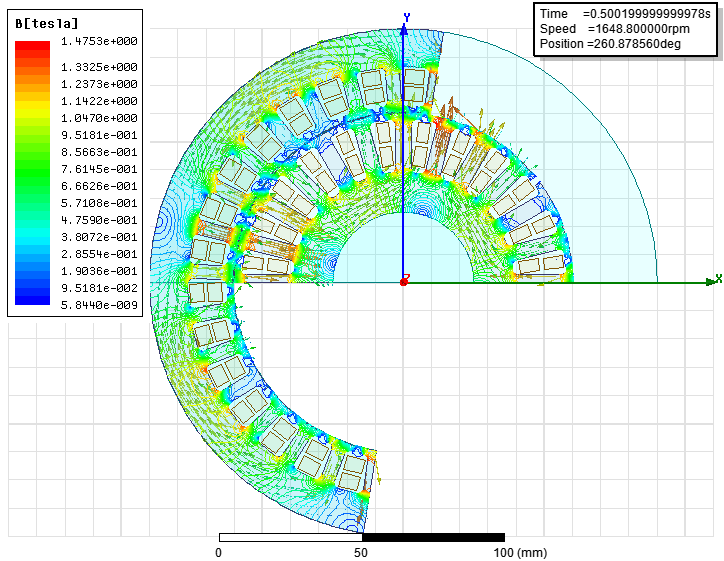 B[tesla]
1.4753e+000
1.3325e+000
1.2373e+000
1.1422e+000
1.0470e+000
9.5181e-001
8.5663e-001
7.6145e-001
6.6626e-001
5.7108e-001
4.7590e-001
3.8072e-001
2.8554e-001
1.9036e-001
9.5181e-002
5.8440e-009
Time =0.500199999999978s
Speed =1648.800000rpm
Position =260.878560deg
Y
X
Z
0 50 100 (mm)